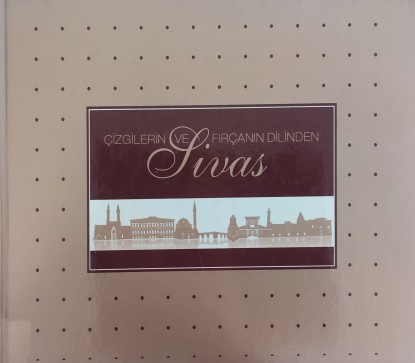 ÇİZGİLERİN VE FIRÇANIN DİLİNDEN
Sivas